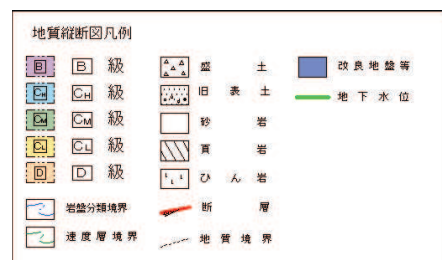 地質縦断図凡例
B B 級
CH CH 級
CM CM 級
CL CL 級
D D 級
岩盤分類境界
速度層境界
盛土
旧表土
砂岩
頁岩
ひん岩
断層
地質境界
改良地盤等
地下水位